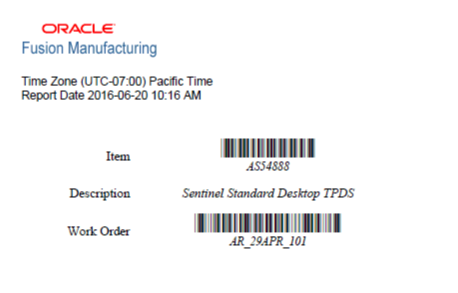 ORACLE
Fusion Manufacturing
Time Zone (UTC-07:00) Pacific Time
Report Date 2016-06-20 10:16 AM
Item
AS54888
Description Sentinel Standard Desktop TPDS
Work Order
AR_29APR_101